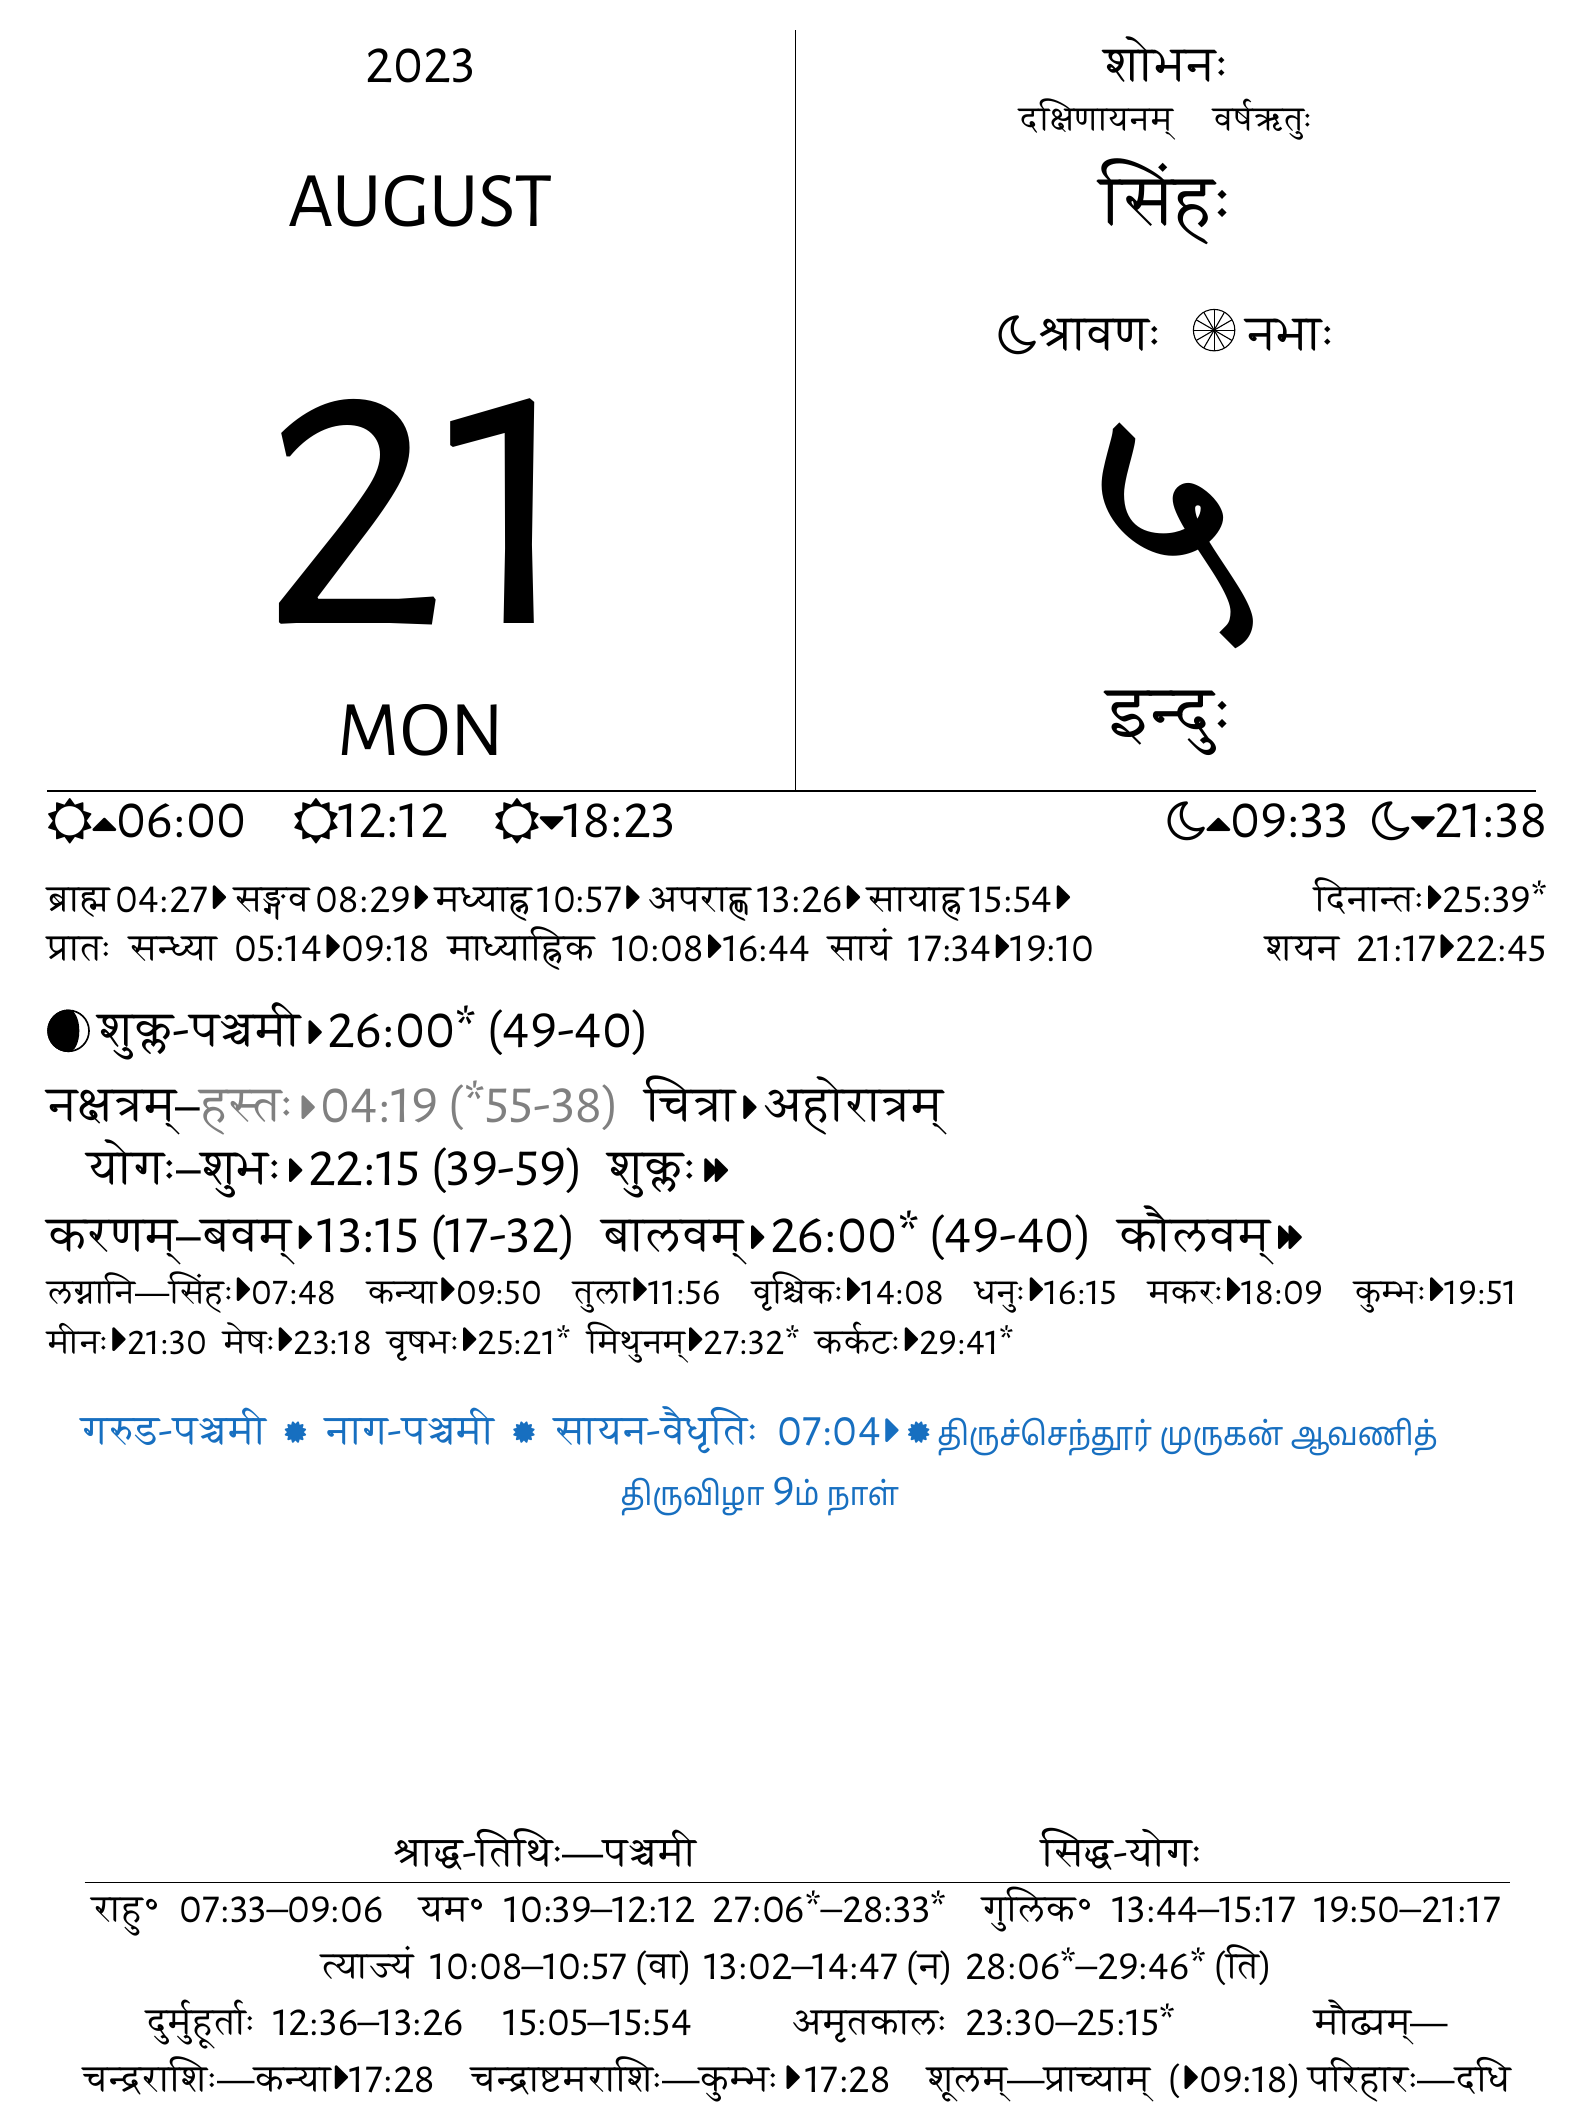 2023
AUGUST
21
MON
शोभनः
दक्षिणायनम् वर्षऋतुः
सिंहः
श्रावणः नभाः
५
इन्दुः
06:00 12:12 18:23 09:33 21:38
ब्राह्म 04:27 सङ्गव 08:29 मध्याह्न 10:57 अपराह्ण 13:26 सायाह्न 15:54 दिनान्तः 25:39*
प्रातः सन्ध्या 05:14 09:18 माध्याह्निक 10:08 16:44 सायं 17:34 19:10 शयन 21:17 22:45
शुक्ल-पञ्चमी 26:00* (49-40)
नक्षत्रम्–हस्तः 04:19 (*55-38) चित्रा अहोरात्रम्
योगः–शुभः 22:15 (39-59) शुक्लः
करणम्–बवम् 13:15 (17-32) बालवम् 26:00* (49-40) कौलवम्
लग्नानि—सिंहः 07:48 कन्या 09:50 तुला 11:56 वृश्चिकः 14:08 धनुः 16:15 मकरः 18:09 कुम्भः 19:51
मीनः 21:30 मेषः 23:18 वृषभः 25:21* मिथुनम् 27:32* कर्कटः 29:41*
गरुड-पञ्चमी ✹ नाग-पञ्चमी ✹ सायन-वैधृतिः 07:04 ✹ திருச்செந்தூர் முருகன் ஆவணித்
திருவிழா 9ம் நாள்
श्राद्ध-तिथिः—पञ्चमी सिद्ध-योगः
राहु॰ 07:33–09:06 यम॰ 10:39–12:12 27:06*–28:33* गुलिक॰ 13:44–15:17 19:50–21:17
त्याज्यं 10:08–10:57 (वा) 13:02–14:47 (न) 28:06*–29:46* (ति)
दुर्मुहूर्ताः 12:36–13:26 15:05–15:54 अमृतकालः 23:30–25:15* मौढ्यम्—
चन्द्रराशिः—कन्या 17:28 चन्द्राष्टमराशिः—कुम्भः 17:28 शूलम्—प्राच्याम् (09:18) परिहारः—दधि